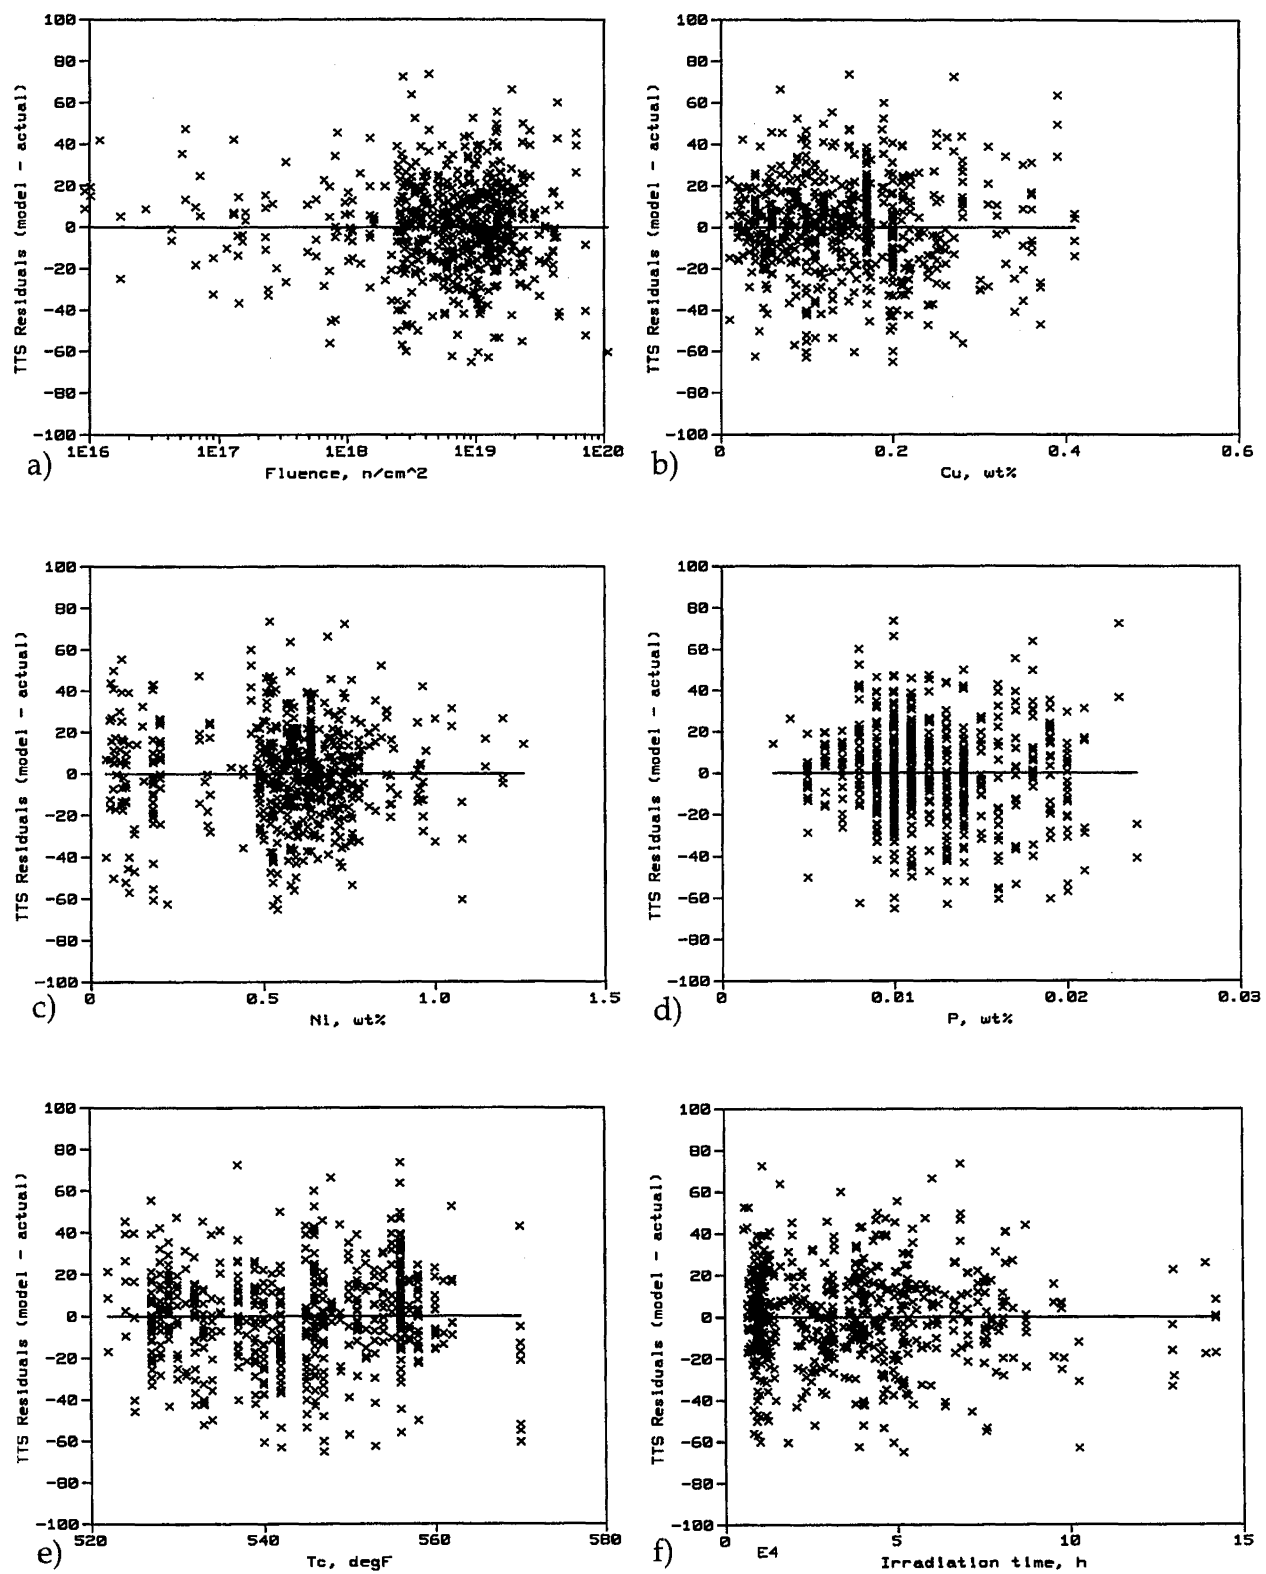 100
80
60
40
20
0
-20
-40
-60
-80
-100
TTS Residuals (model - actual)
1E16 1E17 1E18 1E19 1E20
Fluence, n/cm^2
a)
100
80
60
40
20
0
-20
-40
-60
-80
-100
TTS Residuals (model - actual)
0 0.2 0.4 0.6
Cu, wt%
b)
100
80
60
40
20
0
-20
-40
-60
-80
-100
TTS Residuals (model - actual)
0 0.5 1.0 1.5
Ni, wt%
c)
100
80
60
40
20
0
-20
-40
-60
-80
-100
TTS Residuals (model - actual)
0 0.01 0.02 0.03
P, wt%
d)
100
80
60
40
20
0
-20
-40
-60
-80
-100
TTS Residuals (model - actual)
520 540 560 580
Tc, degF
e)
100
80
60
40
20
0
-20
-40
-60
-80
-100
TTS Residuals (model - actual)
0 5 10 15
E4 Irradiation time, h
f)